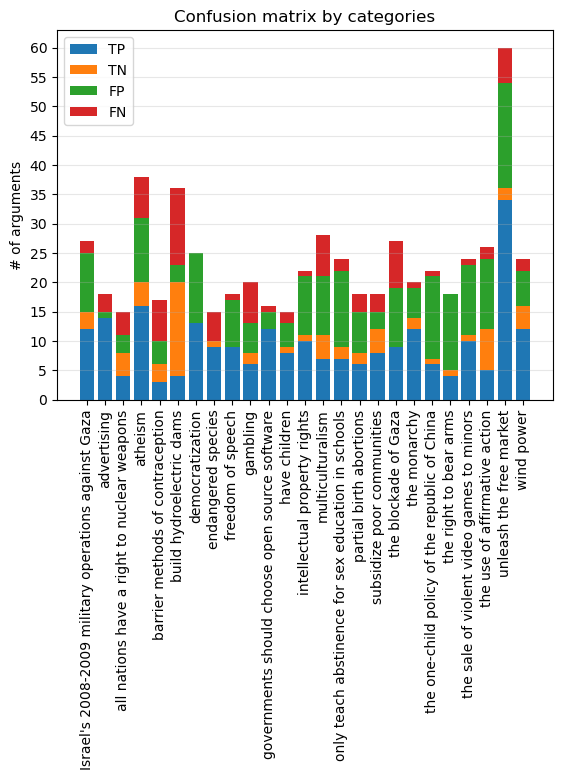 Confusion matrix by categories
TP
TN
FP
FN
# of arguments
60
55
50
45
40
35
30
25
20
15
10
5
0
Israel's 2008-2009 military operations against Gaza
advertising
all nations have a right to nuclear weapons
atheism
barrier methods of contraception
build hydroelectric dams
democratization
endangered species
freedom of speech
gambling
governments should choose open source software
have children
intellectual property rights
multiculturalism
only teach abstinence for sex education in schools
partial birth abortions
subsidize poor communities
the blockade of Gaza
the monarchy
the one-child policy of the republic of China
the right to bear arms
the sale of violent video games to minors
the use of affirmative action
unleash the free market
wind power